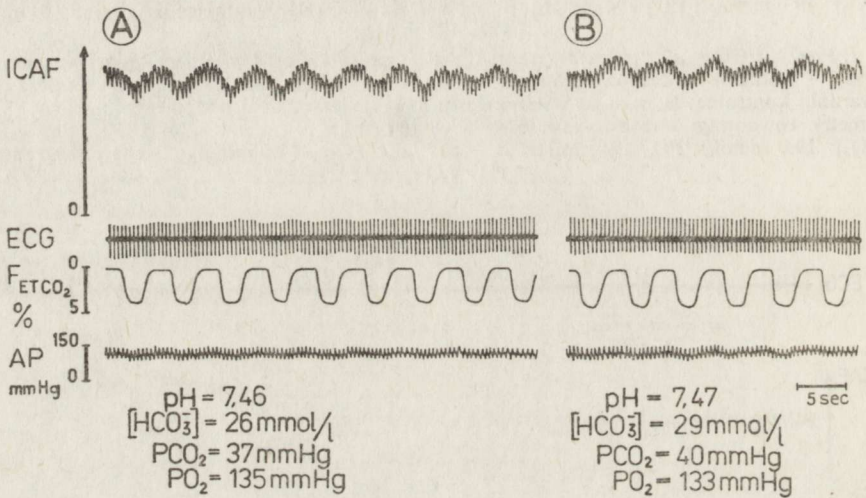 A
B
ICAF
0
ECG
F_ETCO₂
%
0
5
AP
mmHg
150
0
5 sec
pH = 7,46
[HCO₃⁻] = 26 mmol/l
PCO₂ = 37 mmHg
PO₂ = 135 mmHg
pH = 7,47
[HCO₃⁻] = 29 mmol/l
PCO₂ = 40 mmHg
PO₂ = 133 mmHg